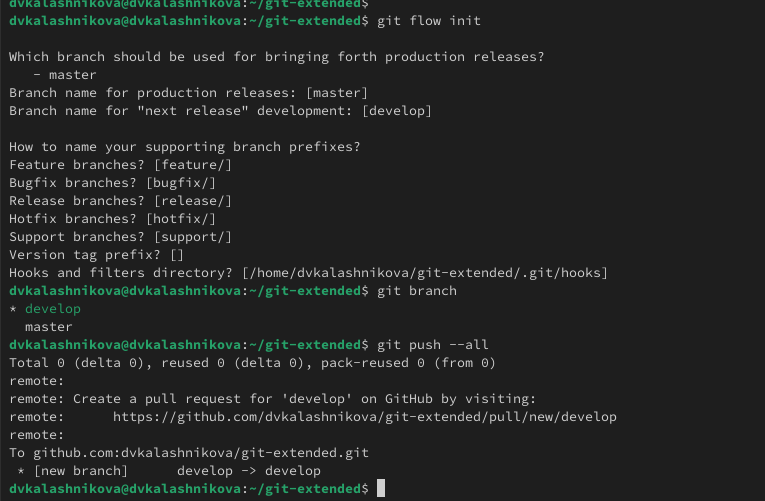 dvkalashnikova@dvkalashnikova:~/git-extended$
dvkalashnikova@dvkalashnikova:~/git-extended$ git flow init

Which branch should be used for bringing forth production releases?
   - master
Branch name for production releases: [master]
Branch name for "next release" development: [develop]

How to name your supporting branch prefixes?
Feature branches? [feature/]
Bugfix branches? [bugfix/]
Release branches? [release/]
Hotfix branches? [hotfix/]
Support branches? [support/]
Version tag prefix? []
Hooks and filters directory? [/home/dvkalashnikova/git-extended/.git/hooks]
dvkalashnikova@dvkalashnikova:~/git-extended$ git branch
* develop
  master
dvkalashnikova@dvkalashnikova:~/git-extended$ git push --all
Total 0 (delta 0), reused 0 (delta 0), pack-reused 0 (from 0)
remote:
remote: Create a pull request for 'develop' on GitHub by visiting:
remote:      https://github.com/dvkalashnikova/git-extended/pull/new/develop
remote:
To github.com:dvkalashnikova/git-extended.git
 * [new branch]      develop -> develop
dvkalashnikova@dvkalashnikova:~/git-extended$